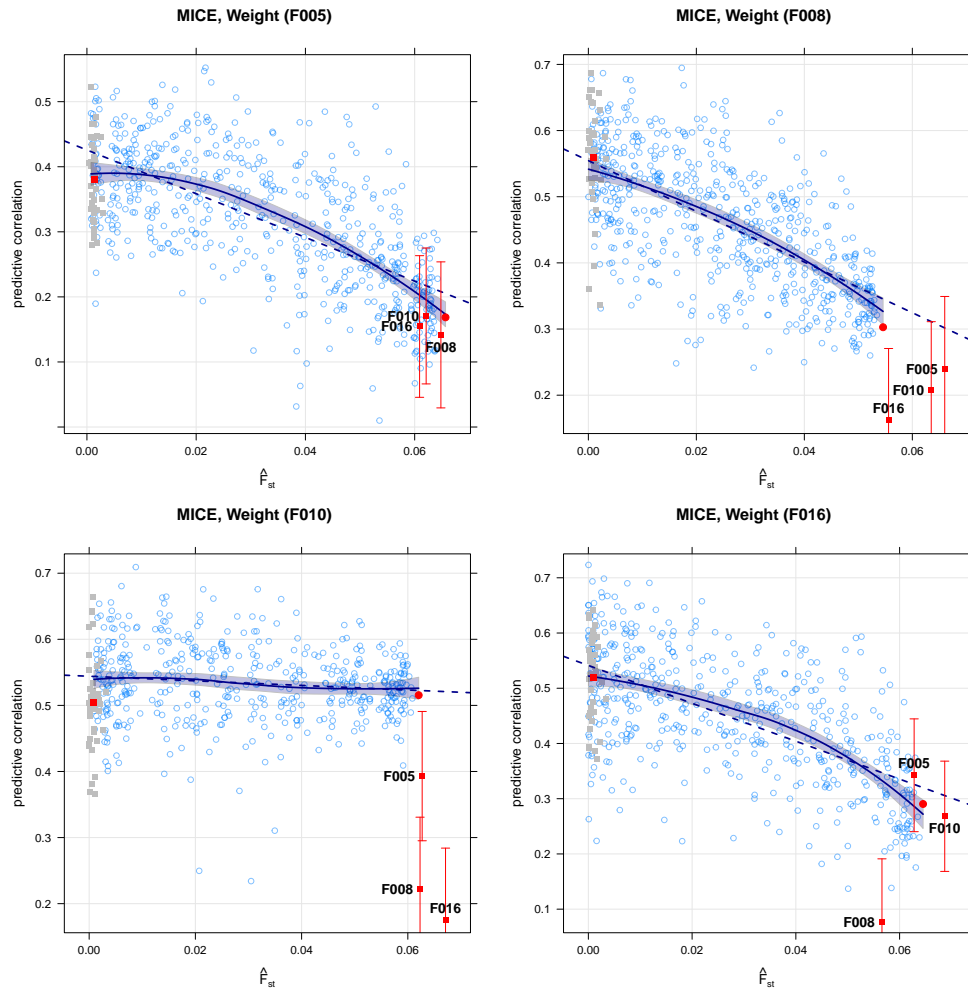 MICE, Weight (F005)
predictive correlation
0.5
0.4
0.3
0.2
0.1
F010
F016
F008
0.00 0.02 0.04 0.06
F̂st
MICE, Weight (F008)
predictive correlation
0.7
0.6
0.5
0.4
0.3
0.2
F005
F010
F016
0.00 0.02 0.04 0.06
F̂st
MICE, Weight (F010)
predictive correlation
0.7
0.6
0.5
0.4
0.3
0.2
F005
F008
F016
0.00 0.02 0.04 0.06
F̂st
MICE, Weight (F016)
predictive correlation
0.7
0.6
0.5
0.4
0.3
0.2
0.1
F005
F010
F008
0.00 0.02 0.04 0.06
F̂st